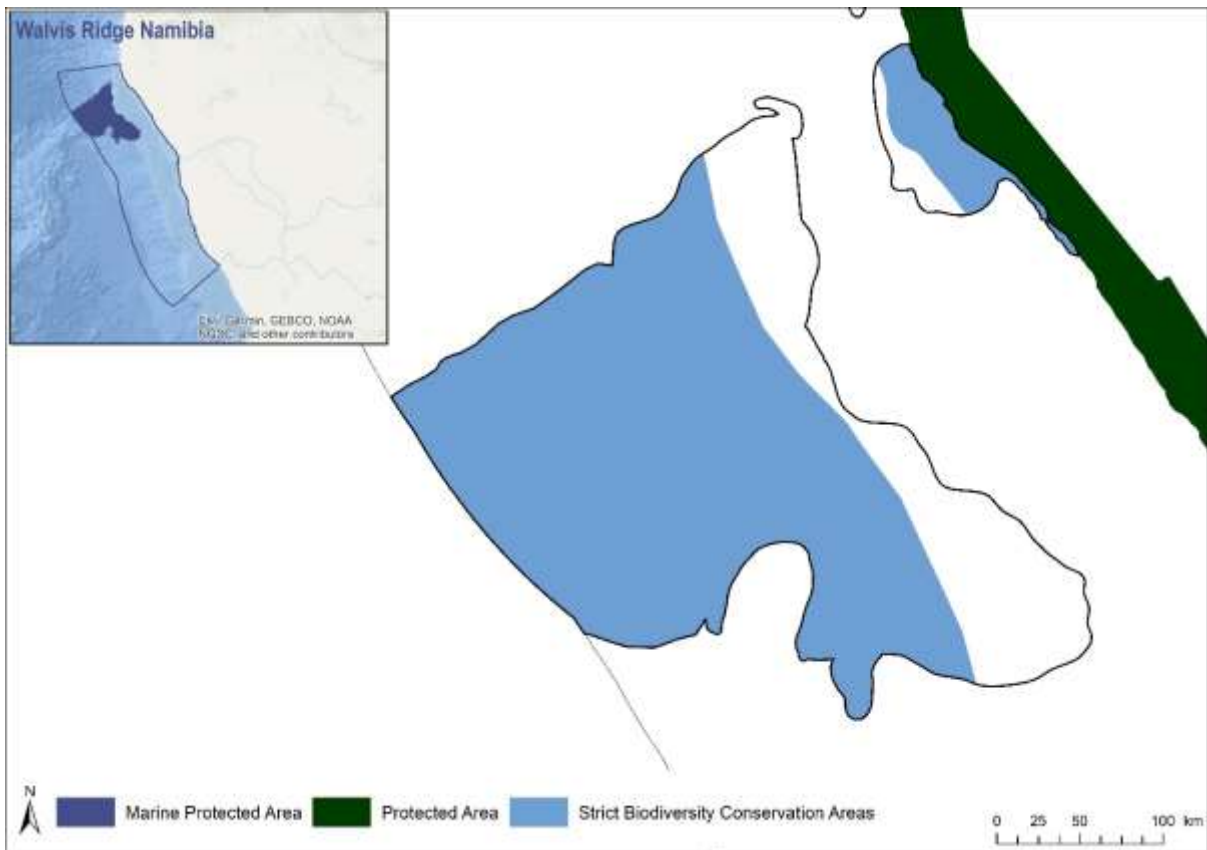 Walvis Ridge Namibia
Esri, Garmin, GEBCO, NOAA
NGDC, and other contributors
N
Marine Protected Area
Protected Area
Strict Biodiversity Conservation Areas
0 25 50 100 km